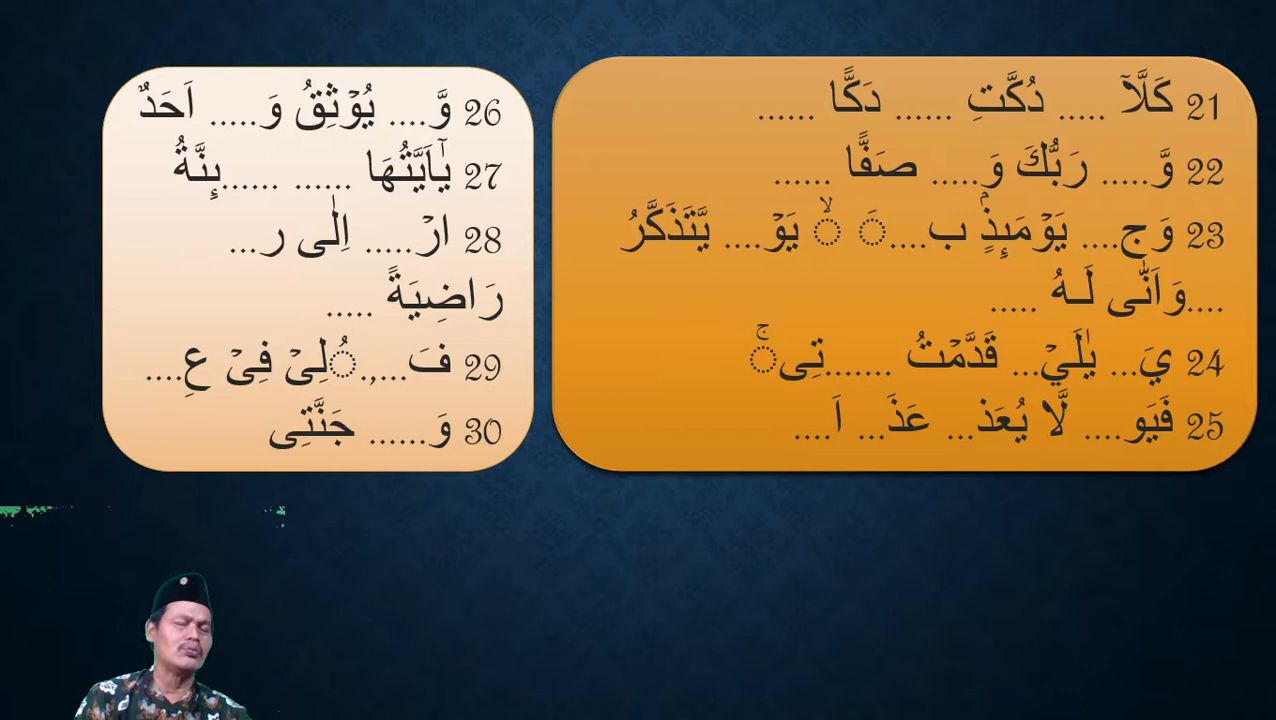 21 كَلَّآ ..... دُكَّتِ ...... دَكًّا ......
22 وَّ..... رَبُّكَ وَ..... صَفًّا ......
23 وَج.... يَوْمَٮِٕذٍۢ ب....َ ۙ يَوْ.... يَّتَذَكَّرُ
....وَاَنّٰى لَـهُ .....
24 يَ... يٰلَيْ... قَدَّمْتُ .......تِى‌ۚ
25 فَيَو.... لَّا يُعَذ... عَذَ... اَ....
26 وَّ.... يُوْثِقُ وَ..... اَحَدٌ
27 يٰۤاَيَّتُهَا ...... ......ٮِٕنَّةُ
28 ارْ..... اِلٰى ر...
رَاضِيَةً .....
29 فَ...,.ُلِىْ فِىْ عِ....
30 وَ...... جَنَّتِى